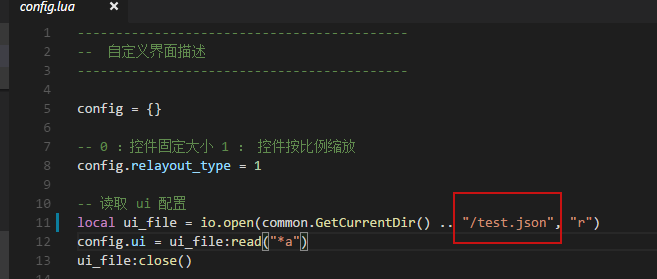 config.lua
1 ----------------------------------------
2 -- 自定义界面描述
3 ----------------------------------------
4
5 config = {}
6
7 -- 0 : 控件固定大小 1 : 控件按比例缩放
8 config.relayout_type = 1
9
10 -- 读取 ui 配置
11 local ui_file = io.open(common.GetCurrentDir() .. "/test.json", "r")
12 config.ui = ui_file:read("*a")
13 ui_file:close()